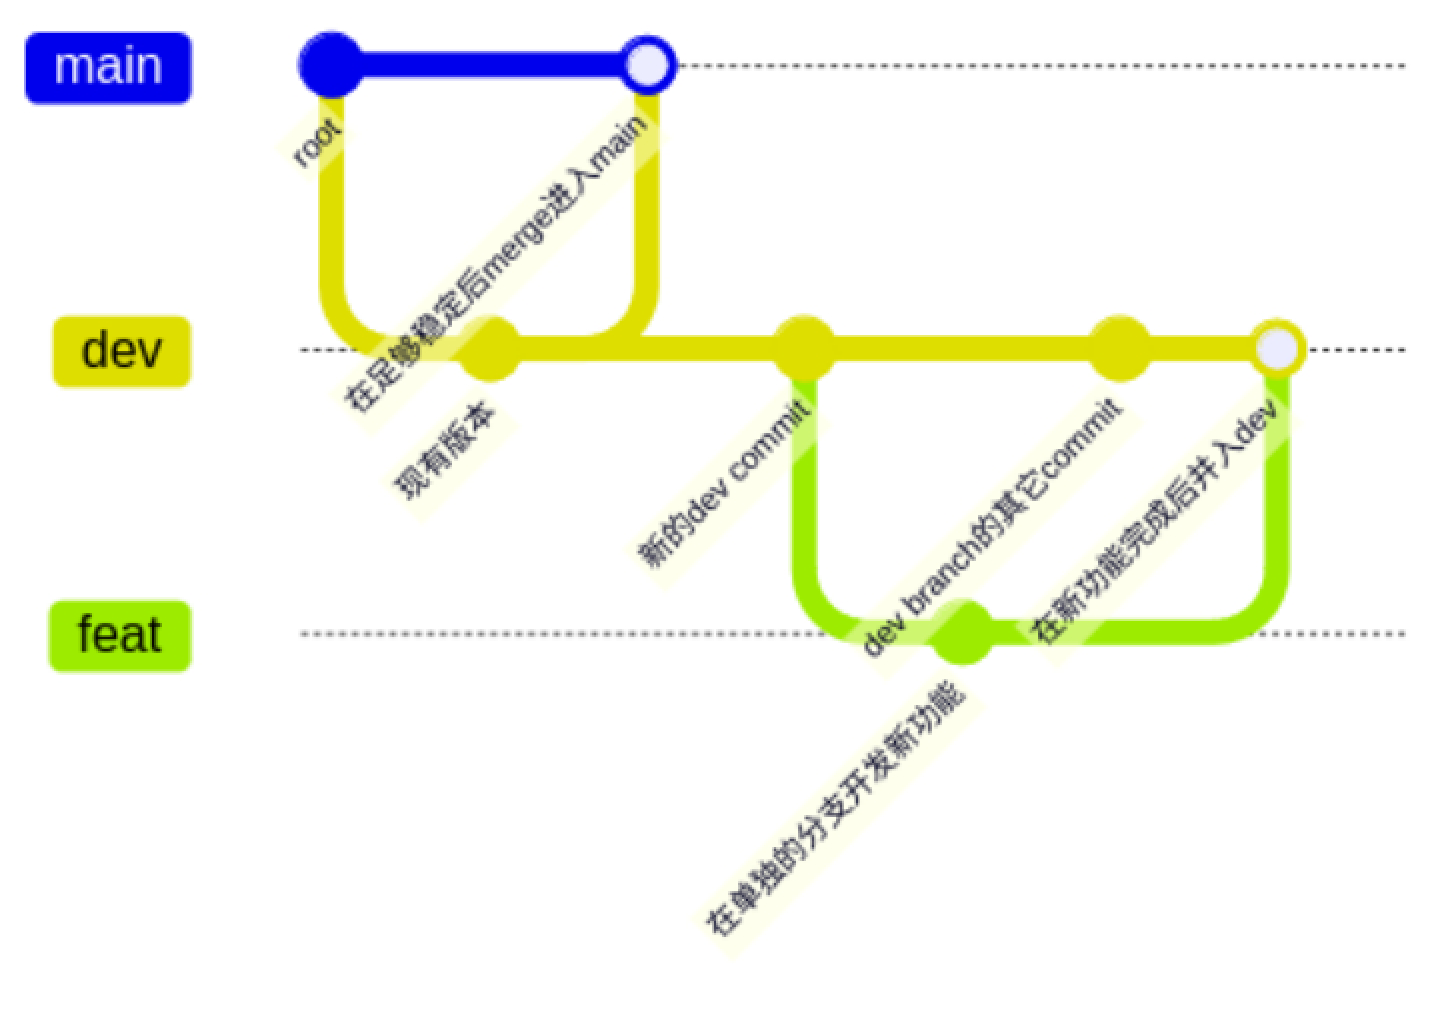 main
root
在足够稳定后merge进入main
dev
现有版本
新的dev commit
dev branch的其它commit
在新功能完成后并入dev
feat
在单独的分支开发新功能